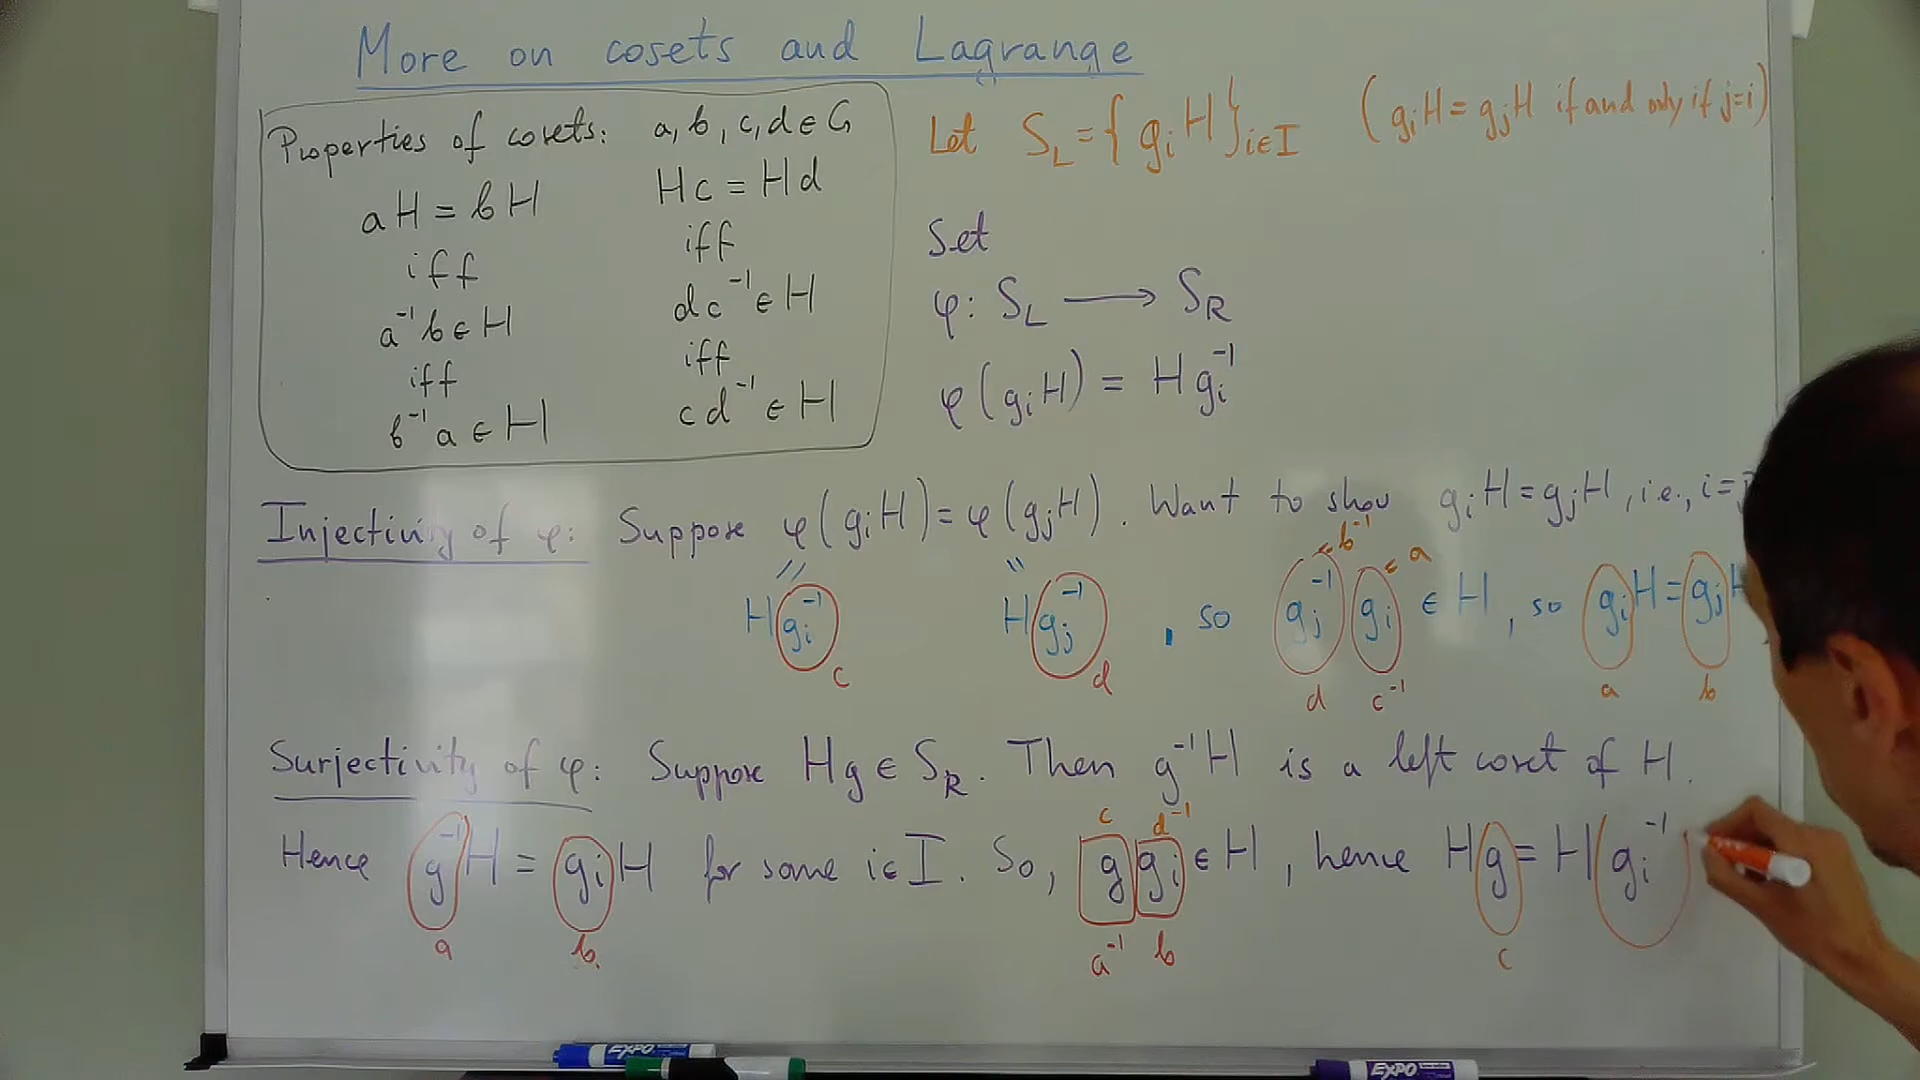 More on cosets and Lagrange
Properties of cosets: a, b, c, d ∈ G
aH = bH
iff
a⁻¹b ∈ H
iff
b⁻¹a ∈ H
Hc = Hd
iff
dc⁻¹ ∈ H
iff
cd⁻¹ ∈ H
Let S_L = {g_i H}_{i∈I} (g_i H = g_j H if and only if j=i)
Set
φ: S_L ⟶ S_R
φ(g_i H) = H g_i⁻¹
Injectivity of φ: Suppose φ(g_i H) = φ(g_j H). Want to show g_i H = g_j H, i.e., i=
b⁻¹ a
H g_i⁻¹ H g_j⁻¹ , so g_j⁻¹ g_i ∈ H, so g_i H = g_j H
c d d c⁻¹ a b
Surjectivity of φ: Suppose Hg ∈ S_R. Then g⁻¹H is a left coset of H.
c d⁻¹
Hence g⁻¹H = g_i H for some i∈I. So, g g_i ∈ H, hence Hg = H g_i⁻¹
a b a⁻¹ b c
EXPO
EXPO